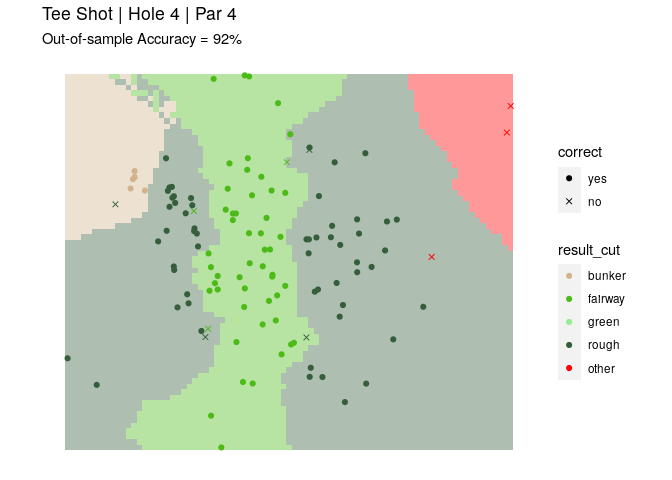 Tee Shot | Hole 4 | Par 4
Out-of-sample Accuracy = 92%
correct
yes
no
result_cut
bunker
fairway
green
rough
other